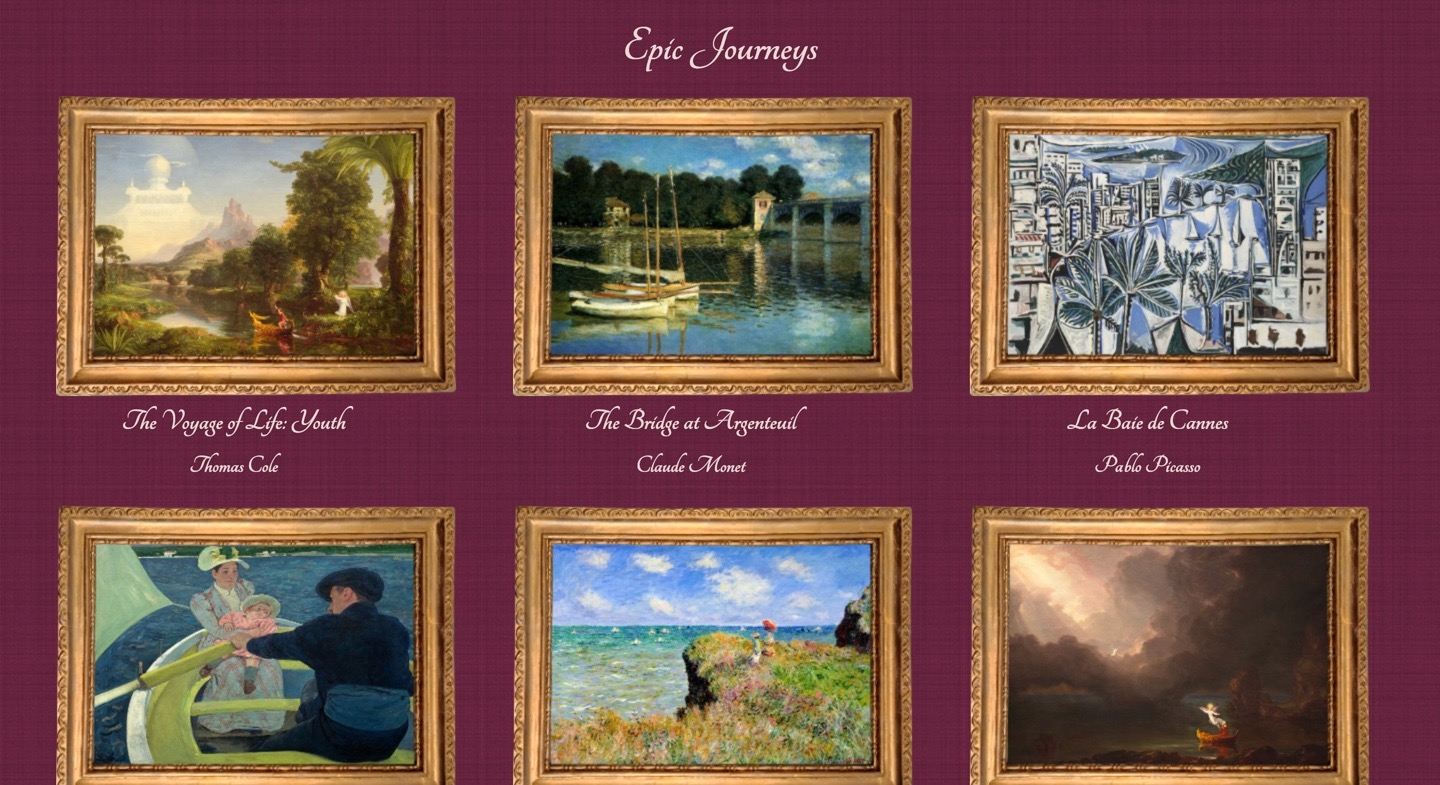 Epic Journeys
The Voyage of Life: Youth
The Bridge at Argenteuil
La Baie de Cannes
Thomas Cole
Claude Monet
Pablo Picasso